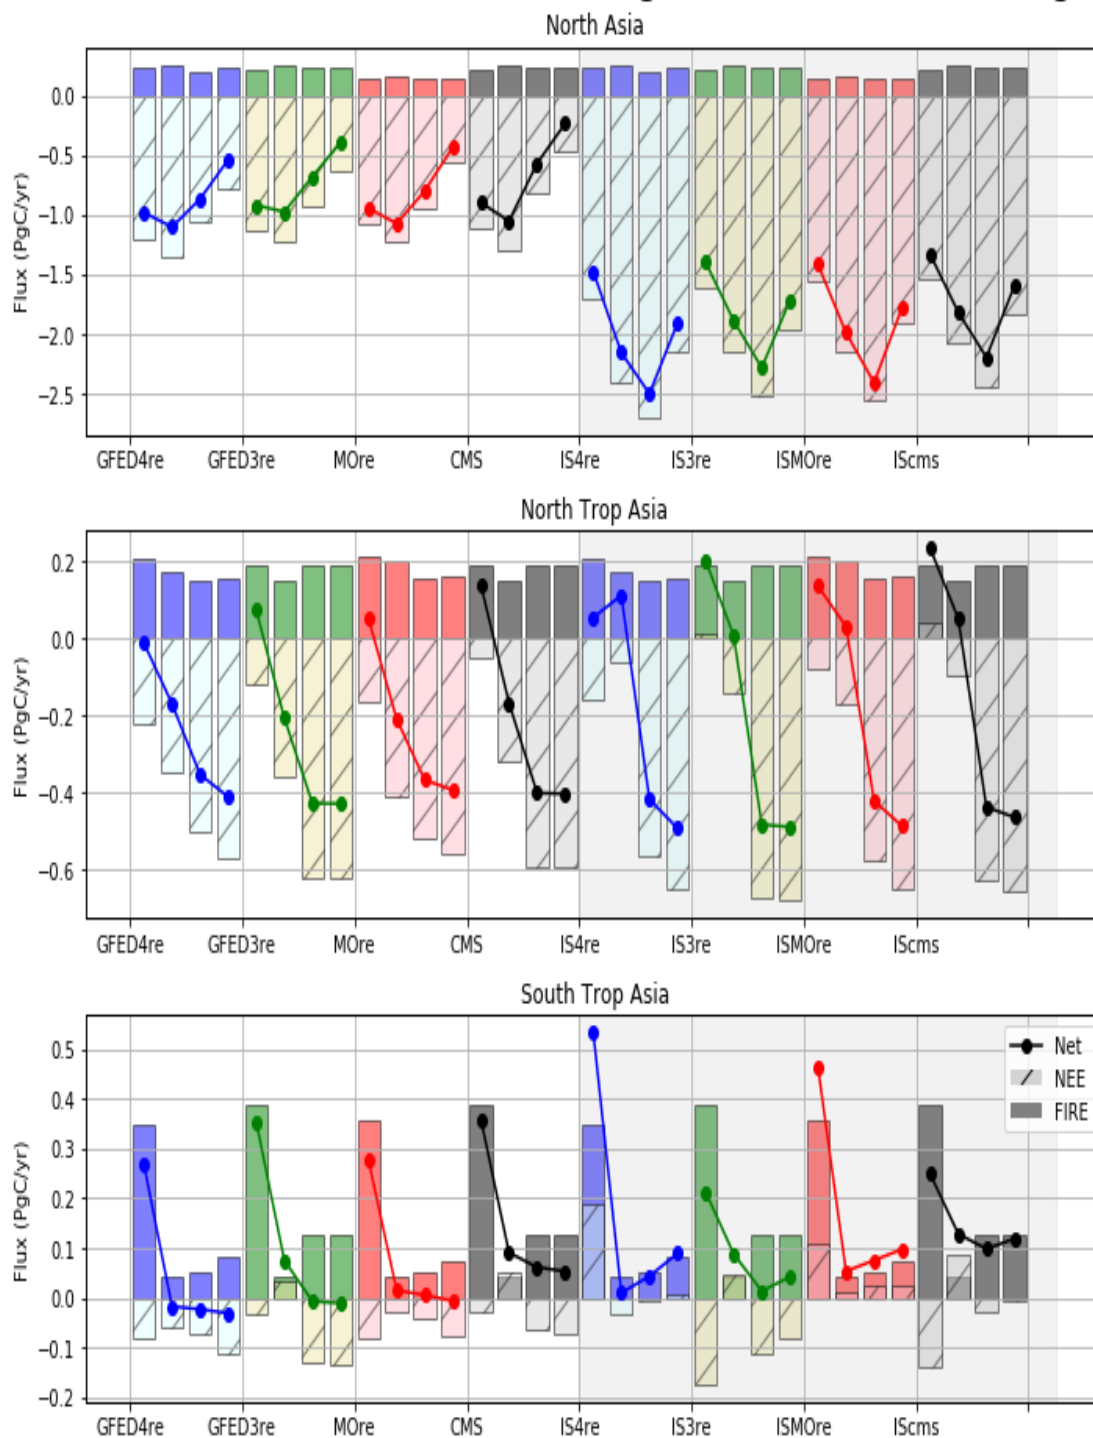 North Asia
Flux (PgC/yr)
0.0
−0.5
−1.0
−1.5
−2.0
−2.5
GFED4re GFED3re MOre CMS IS4re IS3re ISMOre IScms
North Trop Asia
Flux (PgC/yr)
0.2
0.0
−0.2
−0.4
−0.6
GFED4re GFED3re MOre CMS IS4re IS3re ISMOre IScms
South Trop Asia
Flux (PgC/yr)
0.5
0.4
0.3
0.2
0.1
0.0
−0.1
−0.2
Net
NEE
FIRE
GFED4re GFED3re MOre CMS IS4re IS3re ISMOre IScms